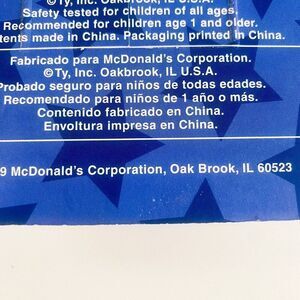 ©Ty, Inc. Oakbrook, IL U.S.A.
Safety tested for children of all ages.
Recommended for children age 1 and older.
tents made in China. Packaging printed in China.
Fabricado para McDonald's Corporation.
©Ty, Inc. Oakbrook, IL U.S.A.
Probado seguro para niños de todas edades.
Recomendado para niños de 1 año o más.
Contenido fabricado en China.
Envoltura impresa en China.
9 McDonald's Corporation, Oak Brook, IL 60523